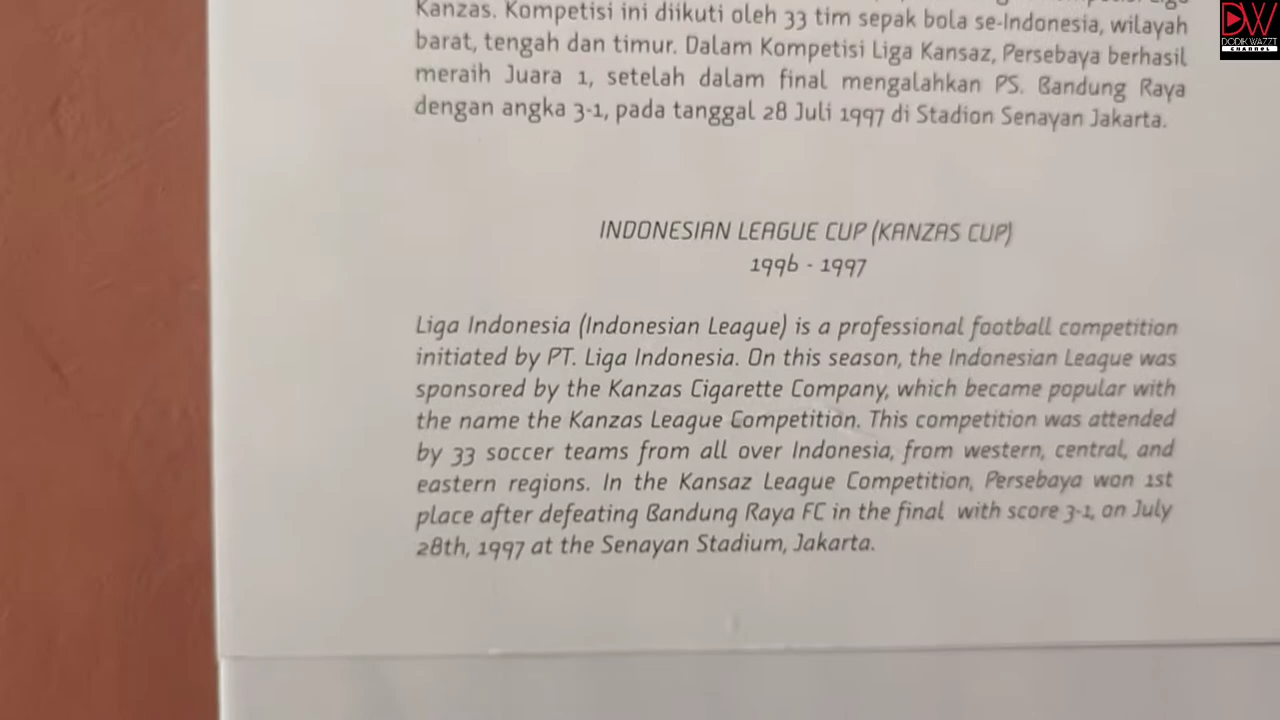 Kanzas. Kompetisi ini diikuti oleh 33 tim sepak bola se-Indonesia, wilayah
barat, tengah dan timur. Dalam Kompetisi Liga Kansaz, Persebaya berhasil
meraih Juara 1, setelah dalam final mengalahkan PS. Bandung Raya
dengan angka 3-1, pada tanggal 28 Juli 1997 di Stadion Senayan Jakarta.
INDONESIAN LEAGUE CUP (KANZAS CUP)
1996 - 1997
Liga Indonesia (Indonesian League) is a professional football competition
initiated by PT. Liga Indonesia. On this season, the Indonesian League was
sponsored by the Kanzas Cigarette Company, which became popular with
the name the Kanzas League Competition. This competition was attended
by 33 soccer teams from all over Indonesia, from western, central, and
eastern regions. In the Kansaz League Competition, Persebaya won 1st
place after defeating Bandung Raya FC in the final with score 3-1, on July
28th, 1997 at the Senayan Stadium, Jakarta.
DW
DODIK WAZZT
CHANNEL